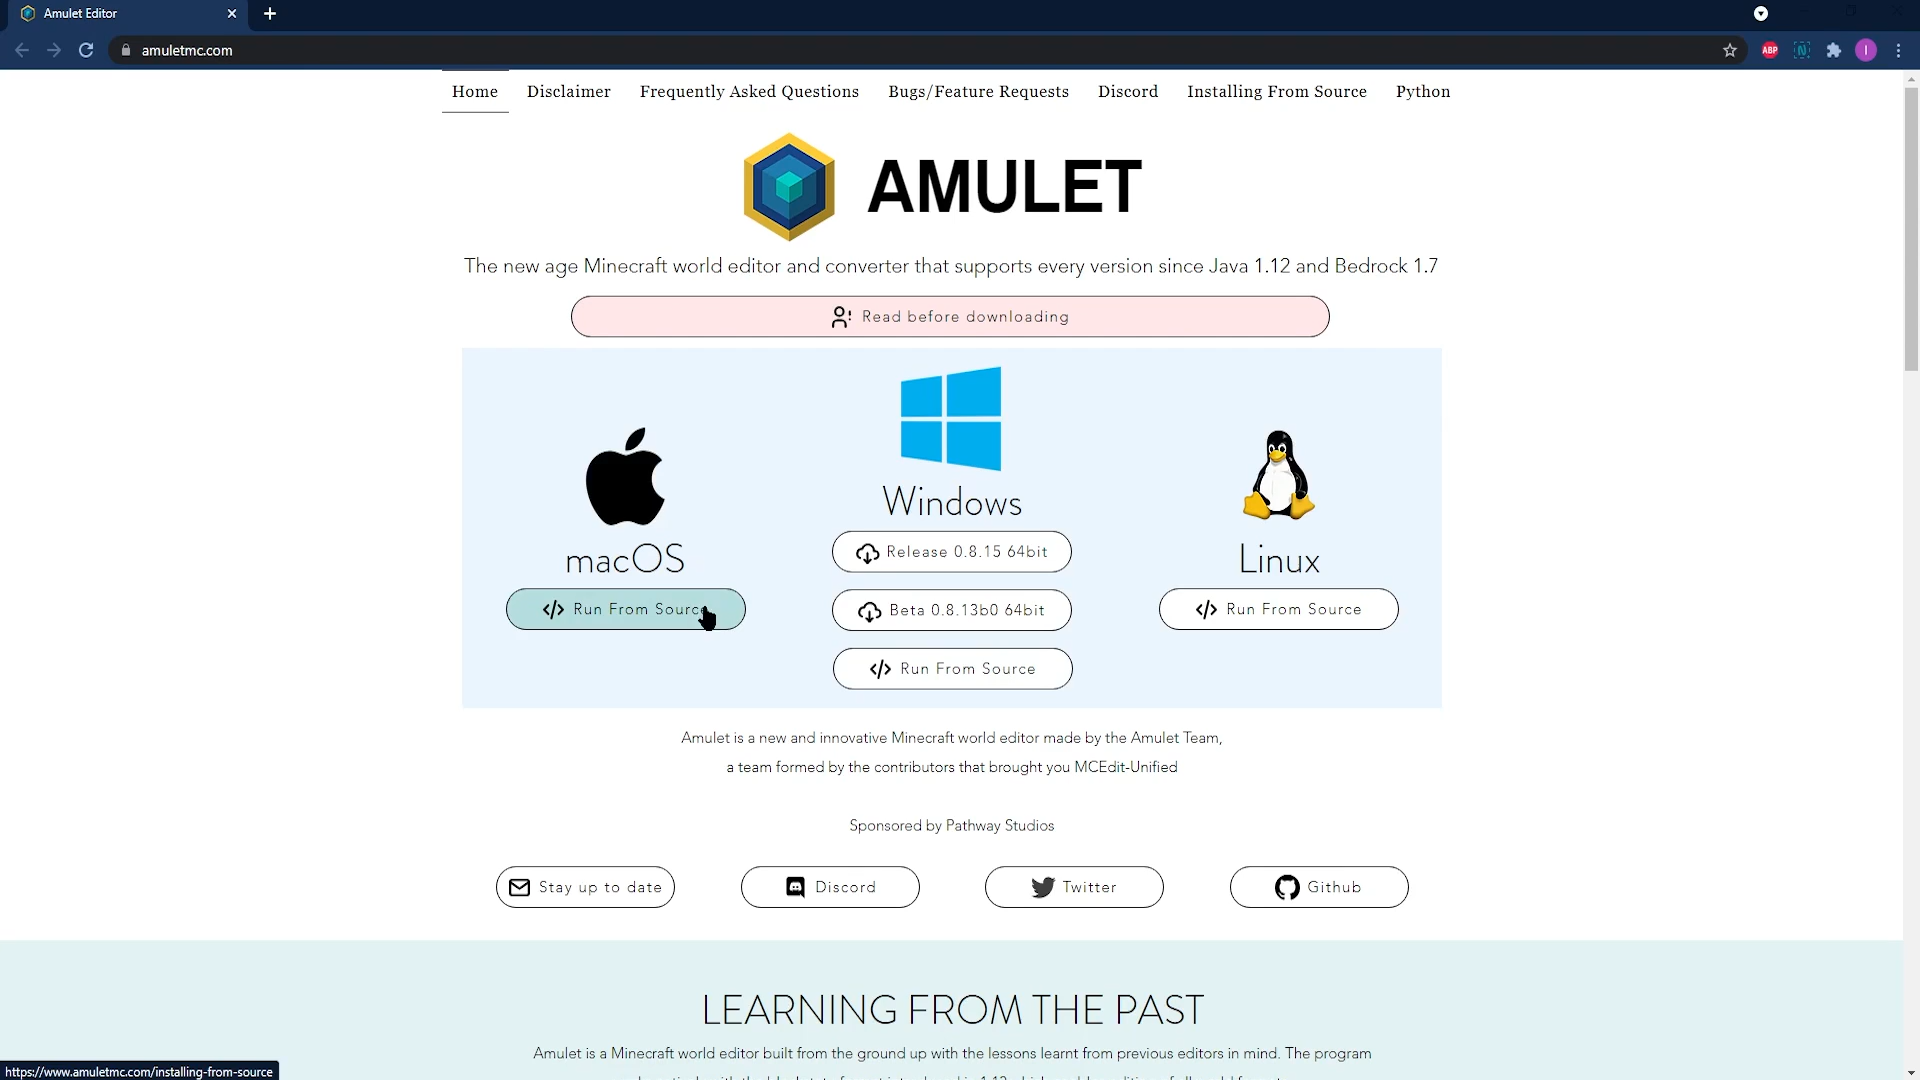 Amulet Editor
amuletmc.com
ABP
N
I
Home Disclaimer Frequently Asked Questions Bugs/Feature Requests Discord Installing From Source Python
AMULET
The new age Minecraft world editor and converter that supports every version since Java 1.12 and Bedrock 1.7
Read before downloading
macOS
</> Run From Source
Windows
Release 0.8.15 64bit
Beta 0.8.13b0 64bit
</> Run From Source
Linux
</> Run From Source
Amulet is a new and innovative Minecraft world editor made by the Amulet Team,
a team formed by the contributors that brought you MCEdit-Unified
Sponsored by Pathway Studios
Stay up to date Discord Twitter Github
LEARNING FROM THE PAST
Amulet is a Minecraft world editor built from the ground up with the lessons learnt from previous editors in mind. The program
https://www.amuletmc.com/installing-from-source